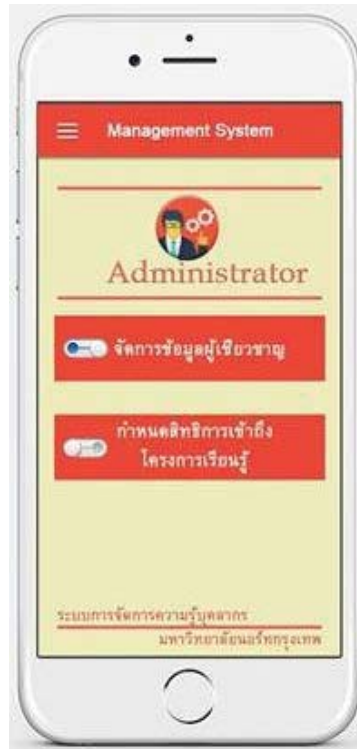 Management System
Administrator
จัดการข้อมูลผู้เชี่ยวชาญ
กำหนดสิทธิการเข้าถึง
โครงการเรียนรู้
ระบบการจัดการความรู้บุคลากร
มหาวิทยาลัยนอร์ทกรุงเทพ